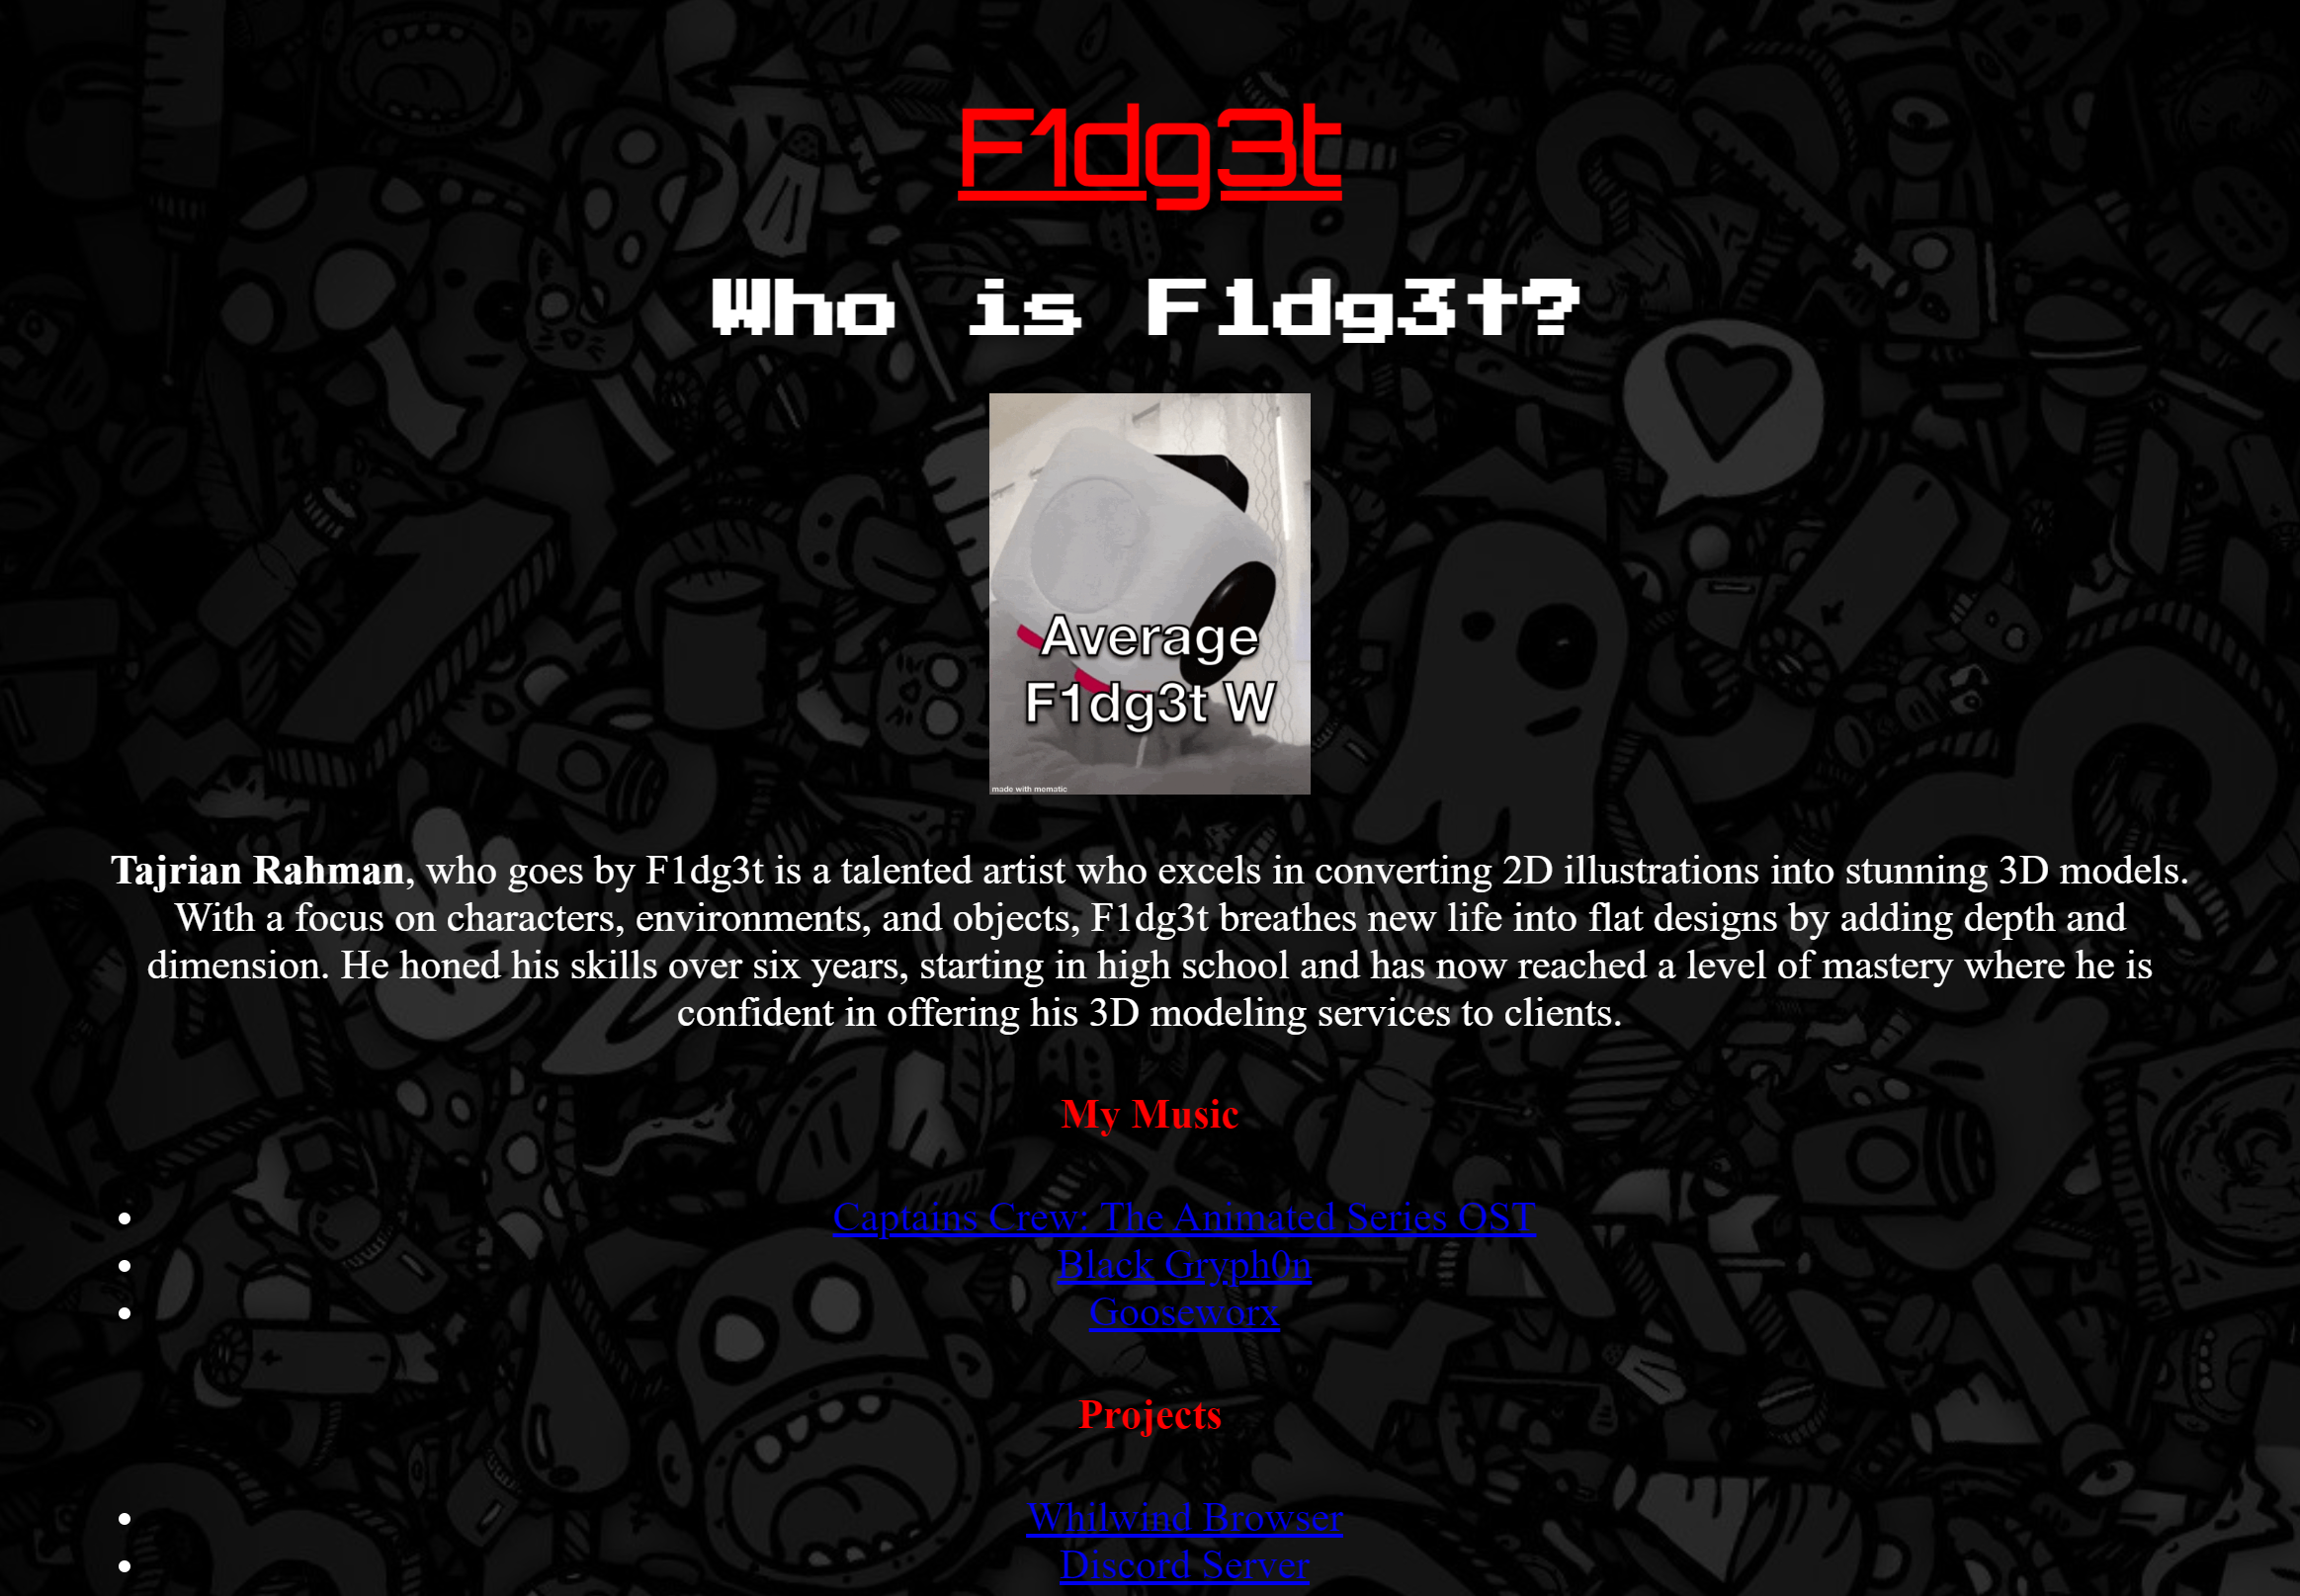 F1dg3t
Who is F1dg3t?
Average
F1dg3t W
made with mematic
Tajrian Rahman, who goes by F1dg3t is a talented artist who excels in converting 2D illustrations into stunning 3D models.
With a focus on characters, environments, and objects, F1dg3t breathes new life into flat designs by adding depth and
dimension. He honed his skills over six years, starting in high school and has now reached a level of mastery where he is
confident in offering his 3D modeling services to clients.
My Music
Captains Crew: The Animated Series OST
Black Gryph0n
Gooseworx
Projects
Whilwind Browser
Discord Server